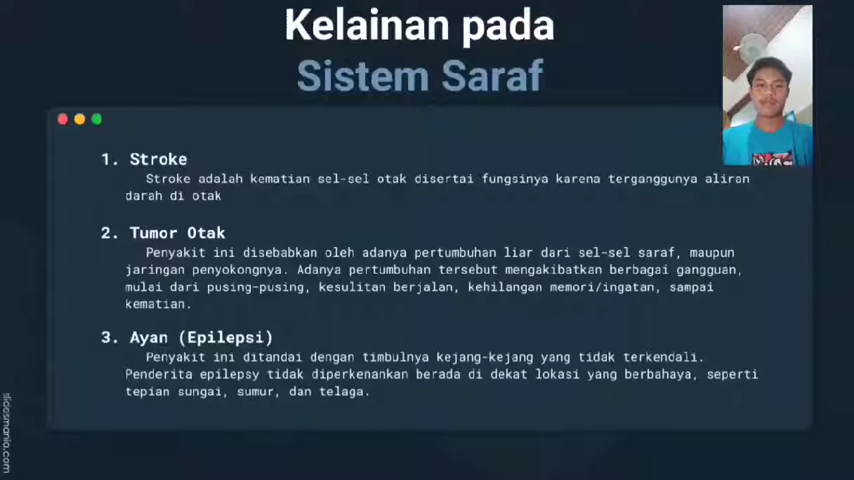 Kelainan pada
Sistem Saraf
1. Stroke
Stroke adalah kematian sel-sel otak disertai fungsinya karena terganggunya aliran
darah di otak
2. Tumor Otak
Penyakit ini disebabkan oleh adanya pertumbuhan liar dari sel-sel saraf, maupun
jaringan penyokongnya. Adanya pertumbuhan tersebut mengakibatkan berbagai gangguan,
mulai dari pusing-pusing, kesulitan berjalan, kehilangan memori/ingatan, sampai
kematian.
3. Ayan (Epilepsi)
Penyakit ini ditandai dengan timbulnya kejang-kejang yang tidak terkendali.
Penderita epilepsy tidak diperkenankan berada di dekat lokasi yang berbahaya, seperti
tepian sungai, sumur, dan telaga.
slidesmania.com